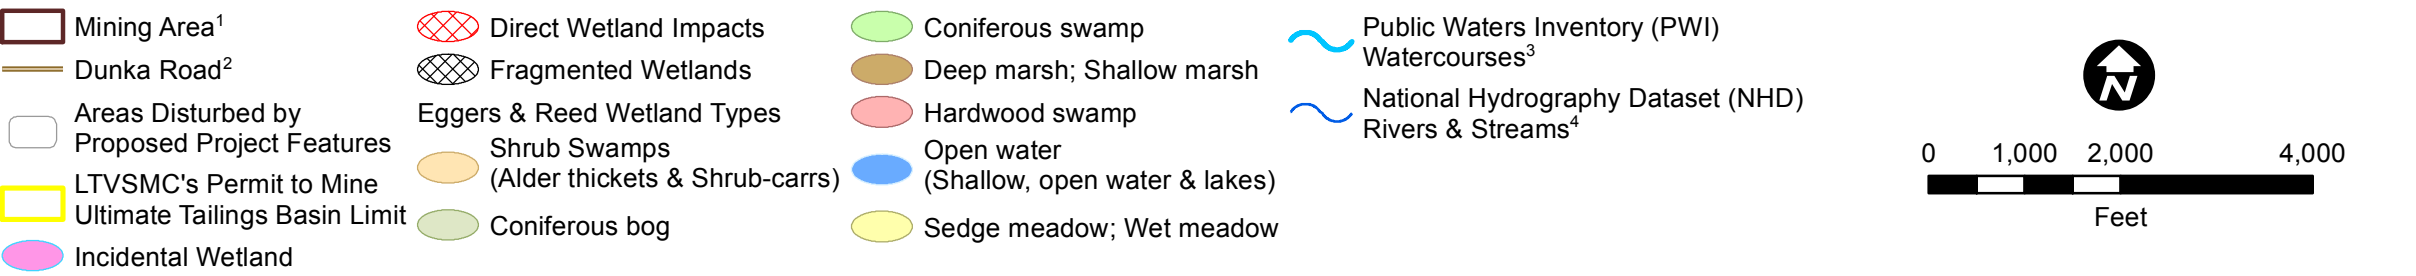 Mining Area¹
Dunka Road²
Areas Disturbed by
Proposed Project Features
LTVSMC's Permit to Mine
Ultimate Tailings Basin Limit
Incidental Wetland
Direct Wetland Impacts
Fragmented Wetlands
Eggers & Reed Wetland Types
Shrub Swamps
(Alder thickets & Shrub-carrs)
Coniferous bog
Coniferous swamp
Deep marsh; Shallow marsh
Hardwood swamp
Open water
(Shallow, open water & lakes)
Sedge meadow; Wet meadow
Public Waters Inventory (PWI)
Watercourses³
National Hydrography Dataset (NHD)
Rivers & Streams⁴
N
0 1,000 2,000 4,000
Feet